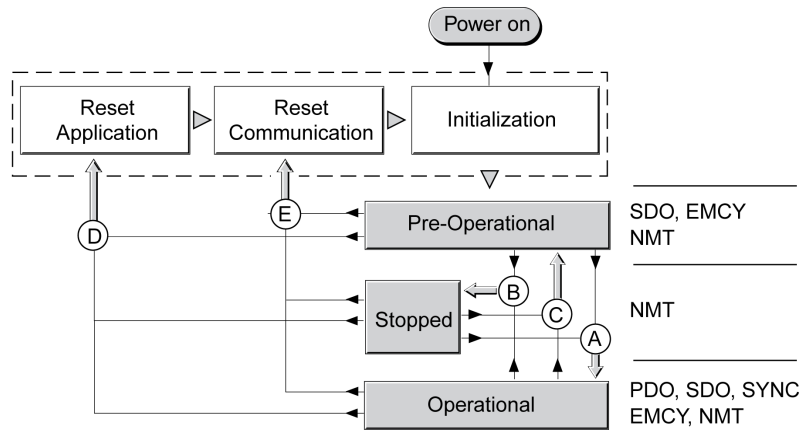 Power on
Reset
Application
Reset
Communication
Initialization
Pre-Operational
SDO, EMCY
NMT
E
D
B
Stopped
C
NMT
A
Operational
PDO, SDO, SYNC
EMCY, NMT